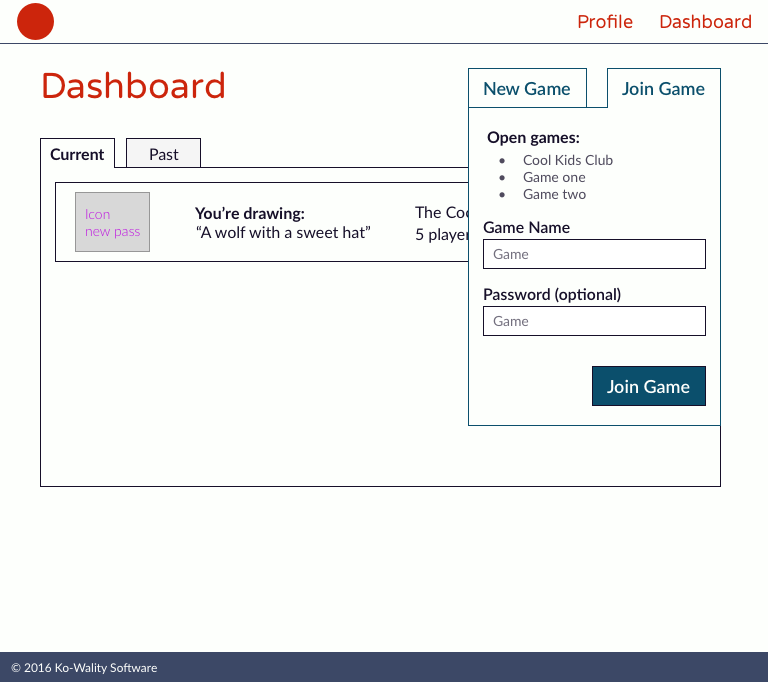 Profile Dashboard
Dashboard
New Game Join Game
Current Past
Icon
new pass
You're drawing:
“A wolf with a sweet hat”
The Coo
5 player
Open games:
• Cool Kids Club
• Game one
• Game two
Game Name
Game
Password (optional)
Game
Join Game
© 2016 Ko-Wality Software